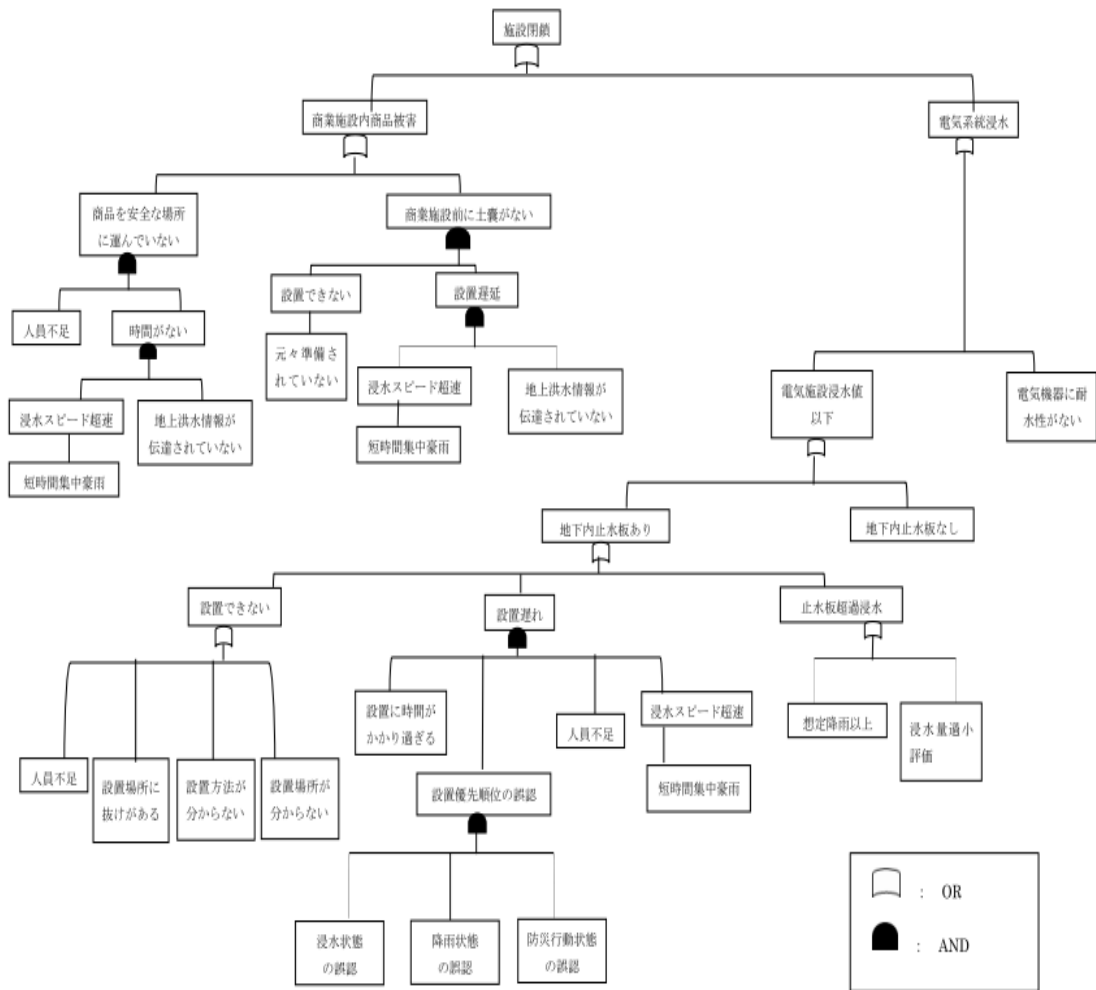 施設閉鎖
商業施設内商品被害
電気系統浸水
商品を安全な場所
に運んでいない
商業施設前に土嚢がない
人員不足
時間がない
設置できない
設置遅延
浸水スピード超速
地上洪水情報が
伝達されていない
短時間集中豪雨
元々準備さ
れていない
浸水スピード超速
地上洪水情報が
伝達されていない
短時間集中豪雨
電気施設浸水値
以下
電気機器に耐
水性がない
地下内止水板あり
地下内止水板なし
設置できない
設置遅れ
止水板超過浸水
人員不足
設置場所に
抜けがある
設置方法が
分からない
設置場所が
分からない
設置に時間が
かかり過ぎる
設置優先順位の誤認
人員不足
浸水スピード超速
短時間集中豪雨
想定降雨以上
浸水量過小
評価
浸水状態
の誤認
降雨状態
の誤認
防災行動状態
の誤認
: OR
: AND